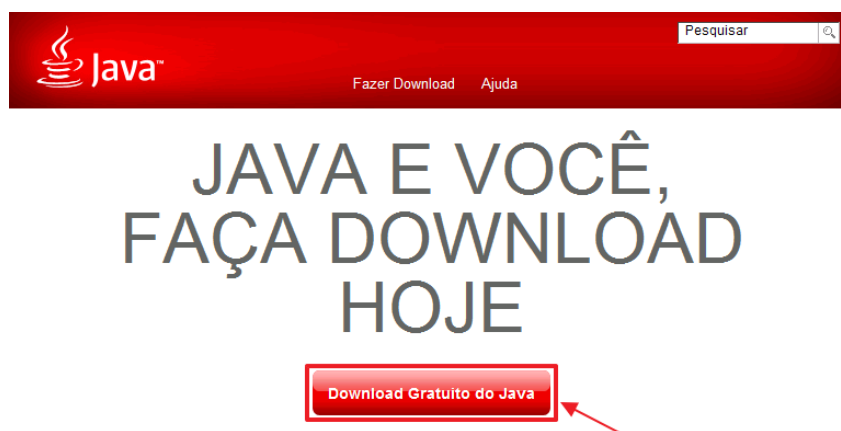 Pesquisar
Java™
Fazer Download Ajuda
JAVA E VOCÊ,
FAÇA DOWNLOAD
HOJE
Download Gratuito do Java